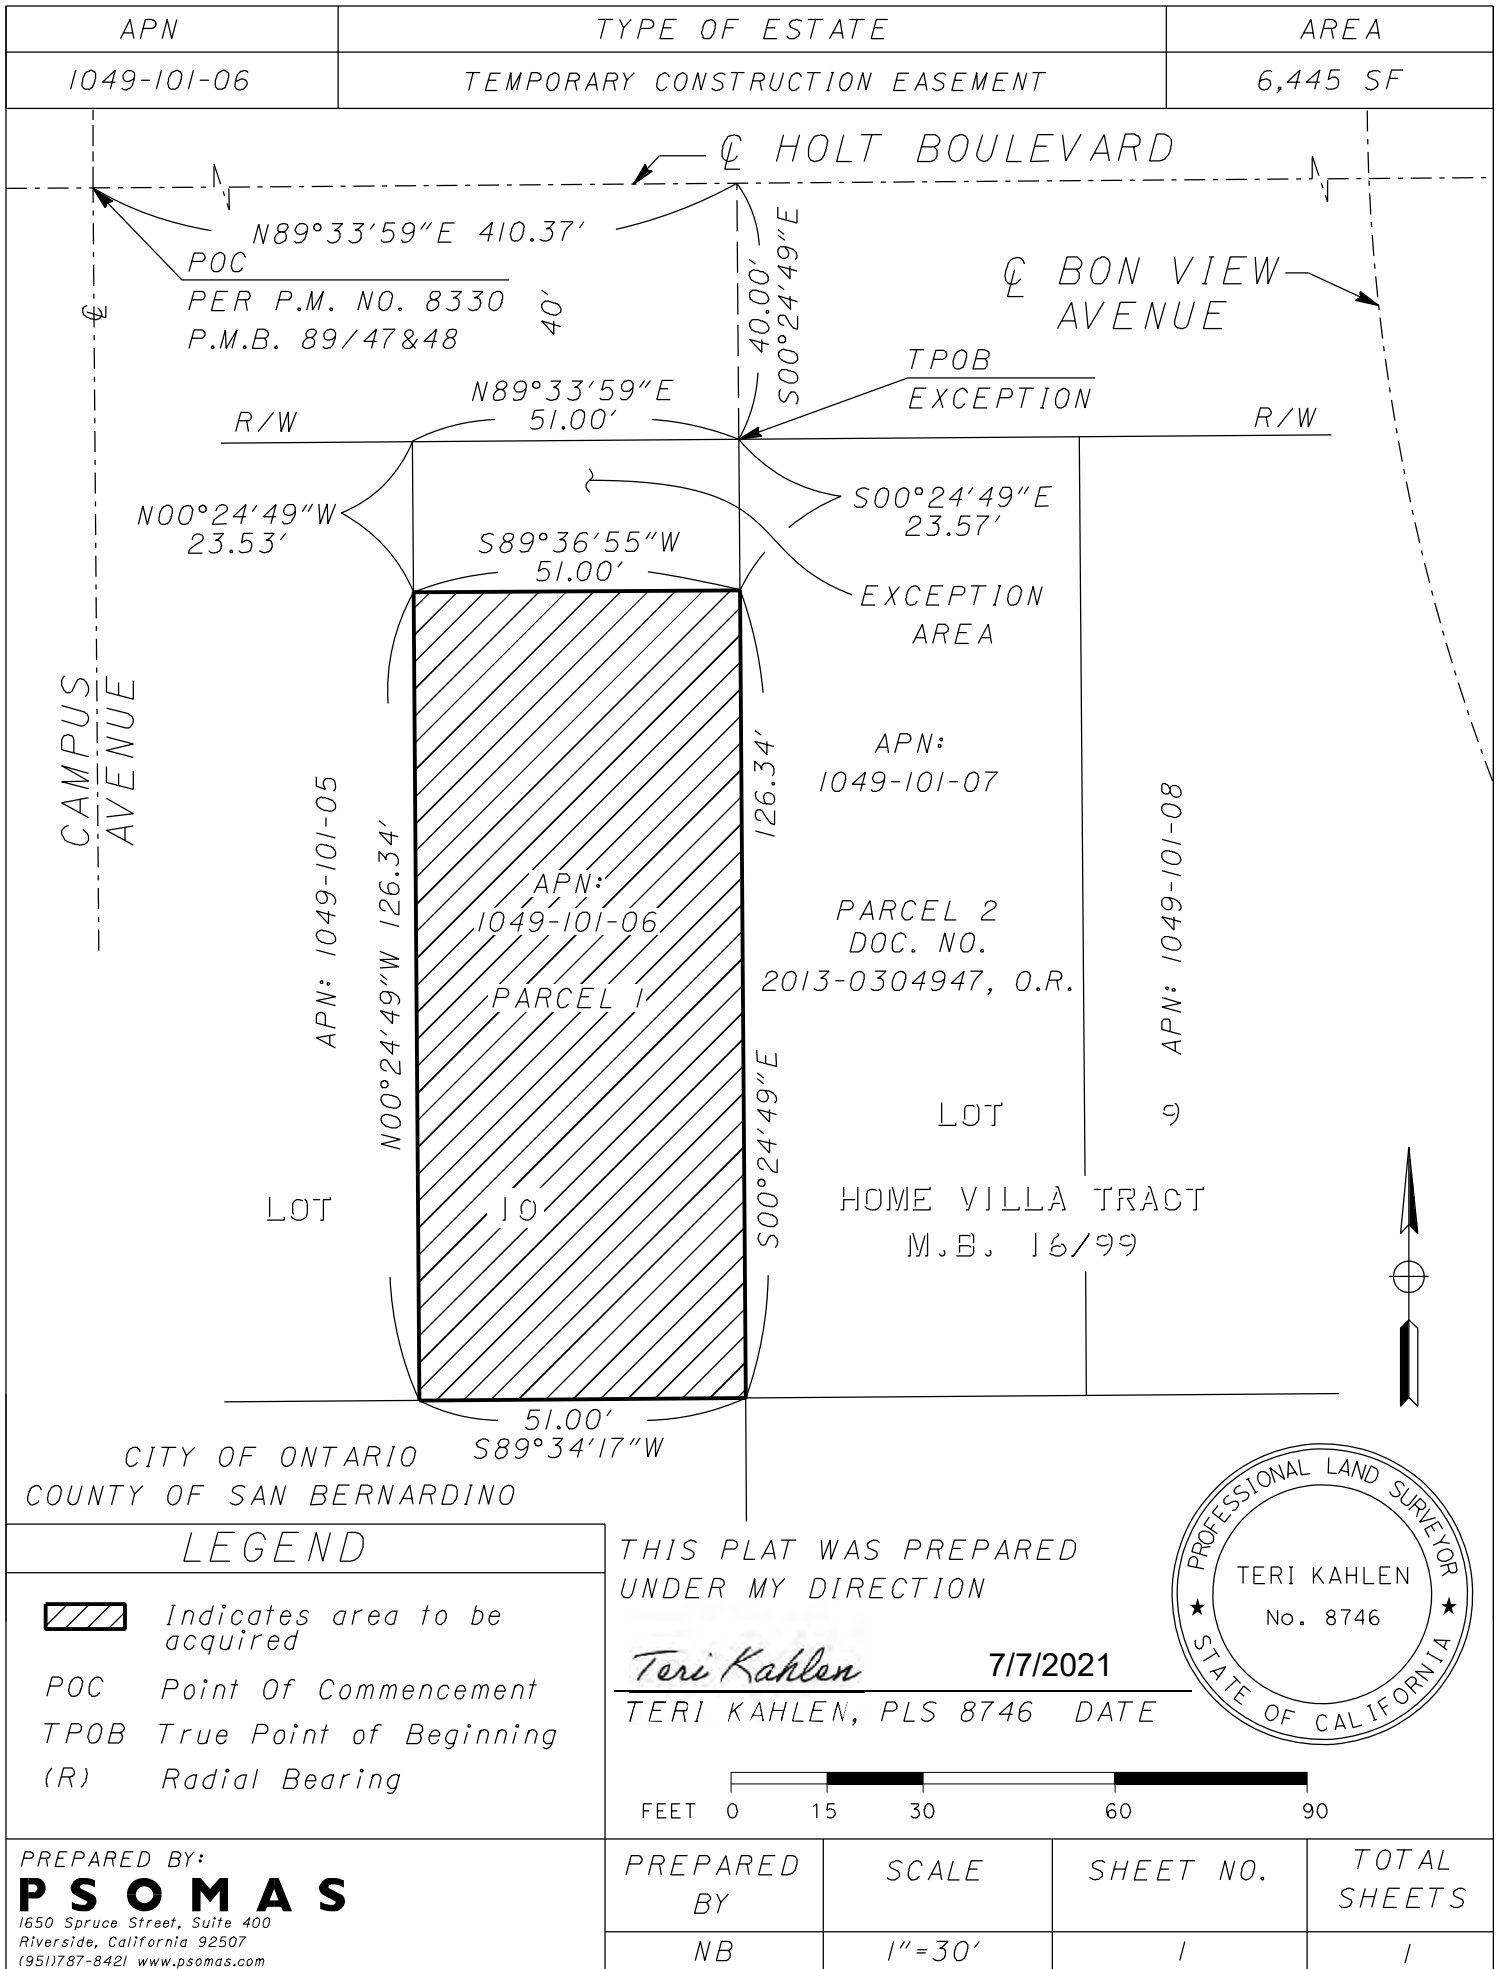 APN TYPE OF ESTATE AREA
1049-101-06 TEMPORARY CONSTRUCTION EASEMENT 6,445 SF
℄ HOLT BOULEVARD
N89°33'59"E 410.37'
POC
PER P.M. NO. 8330
P.M.B. 89/47&48
℄
40'
40.00'
S00°24'49"E
℄ BON VIEW
AVENUE
TPOB
EXCEPTION
N89°33'59"E
51.00'
R/W
R/W
N00°24'49"W
23.53'
S00°24'49"E
23.57'
S89°36'55"W
51.00'
EXCEPTION
AREA
CAMPUS
AVENUE
APN: 1049-101-05
N00°24'49"W 126.34'
126.34'
S00°24'49"E
APN:
1049-101-06
PARCEL 1
APN:
1049-101-07
PARCEL 2
DOC. NO.
2013-0304947, O.R.
APN: 1049-101-08
LOT 9
LOT 10
HOME VILLA TRACT
M.B. 16/99
51.00'
S89°34'17"W
CITY OF ONTARIO
COUNTY OF SAN BERNARDINO
LEGEND
Indicates area to be
acquired
POC Point Of Commencement
TPOB True Point of Beginning
(R) Radial Bearing
THIS PLAT WAS PREPARED
UNDER MY DIRECTION
Teri Kahlen 7/7/2021
TERI KAHLEN, PLS 8746 DATE
PROFESSIONAL LAND SURVEYOR
TERI KAHLEN
No. 8746
★ STATE OF CALIFORNIA ★
FEET 0 15 30 60 90
PREPARED BY:
PSOMAS
1650 Spruce Street, Suite 400
Riverside, California 92507
(951)787-8421 www.psomas.com
PREPARED
BY
SCALE
SHEET NO.
TOTAL
SHEETS
NB 1"=30' 1 1